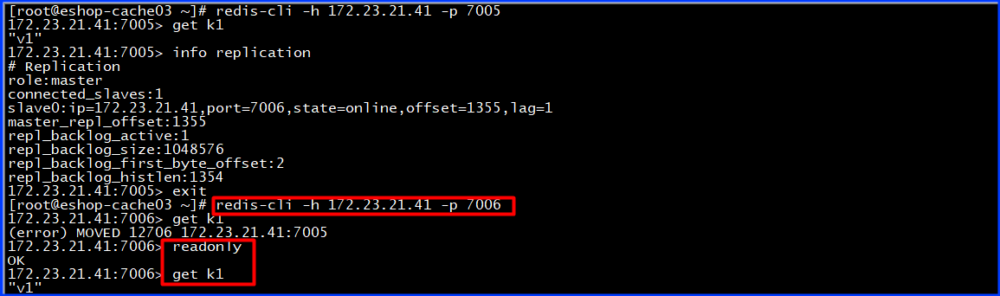 [root@eshop-cache03 ~]# redis-cli -h 172.23.21.41 -p 7005
172.23.21.41:7005> get k1
"v1"
172.23.21.41:7005> info replication
# Replication
role:master
connected_slaves:1
slave0:ip=172.23.21.41,port=7006,state=online,offset=1355,lag=1
master_repl_offset:1355
repl_backlog_active:1
repl_backlog_size:1048576
repl_backlog_first_byte_offset:2
repl_backlog_histlen:1354
172.23.21.41:7005> exit
[root@eshop-cache03 ~]# redis-cli -h 172.23.21.41 -p 7006
172.23.21.41:7006> get k1
(error) MOVED 12706 172.23.21.41:7005
172.23.21.41:7006> readonly
OK
172.23.21.41:7006> get k1
"v1"